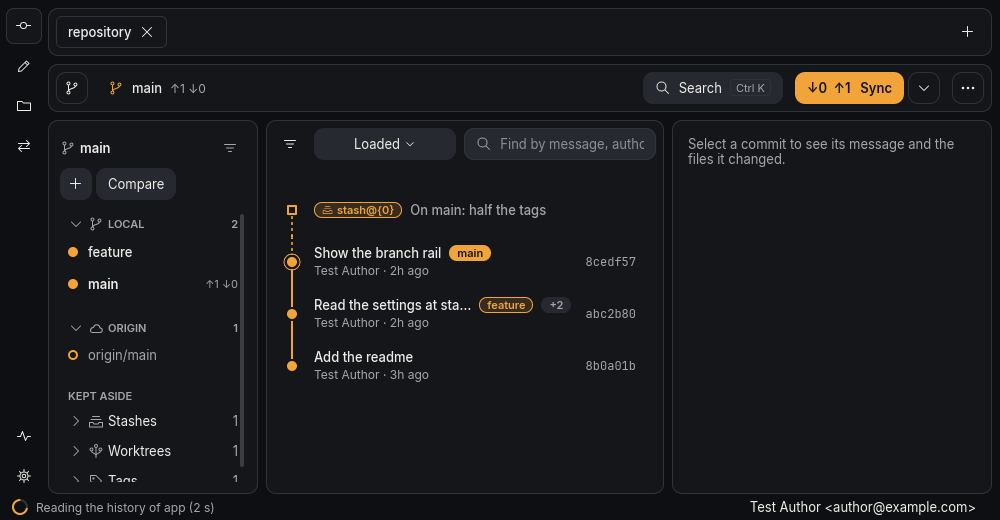 repository
main ↑1 ↓0
Search Ctrl K
↓0 ↑1 Sync
main
Compare
LOCAL 2
feature
main ↑1 ↓0
ORIGIN 1
origin/main
KEPT ASIDE
Stashes 1
Worktrees 1
Tags 1
Loaded
Find by message, autho
stash@{0} On main: half the tags
Show the branch rail main
Test Author · 2h ago 8cedf57
Read the settings at sta… feature +2
Test Author · 2h ago abc2b80
Add the readme
Test Author · 3h ago 8b0a01b
Select a commit to see its message and the
files it changed.
Reading the history of app (2 s)
Test Author <author@example.com>